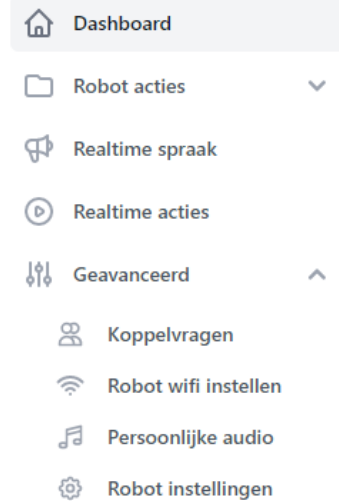 Dashboard
Robot acties
Realtime spraak
Realtime acties
Geavanceerd
Koppelvragen
Robot wifi instellen
Persoonlijke audio
Robot instellingen